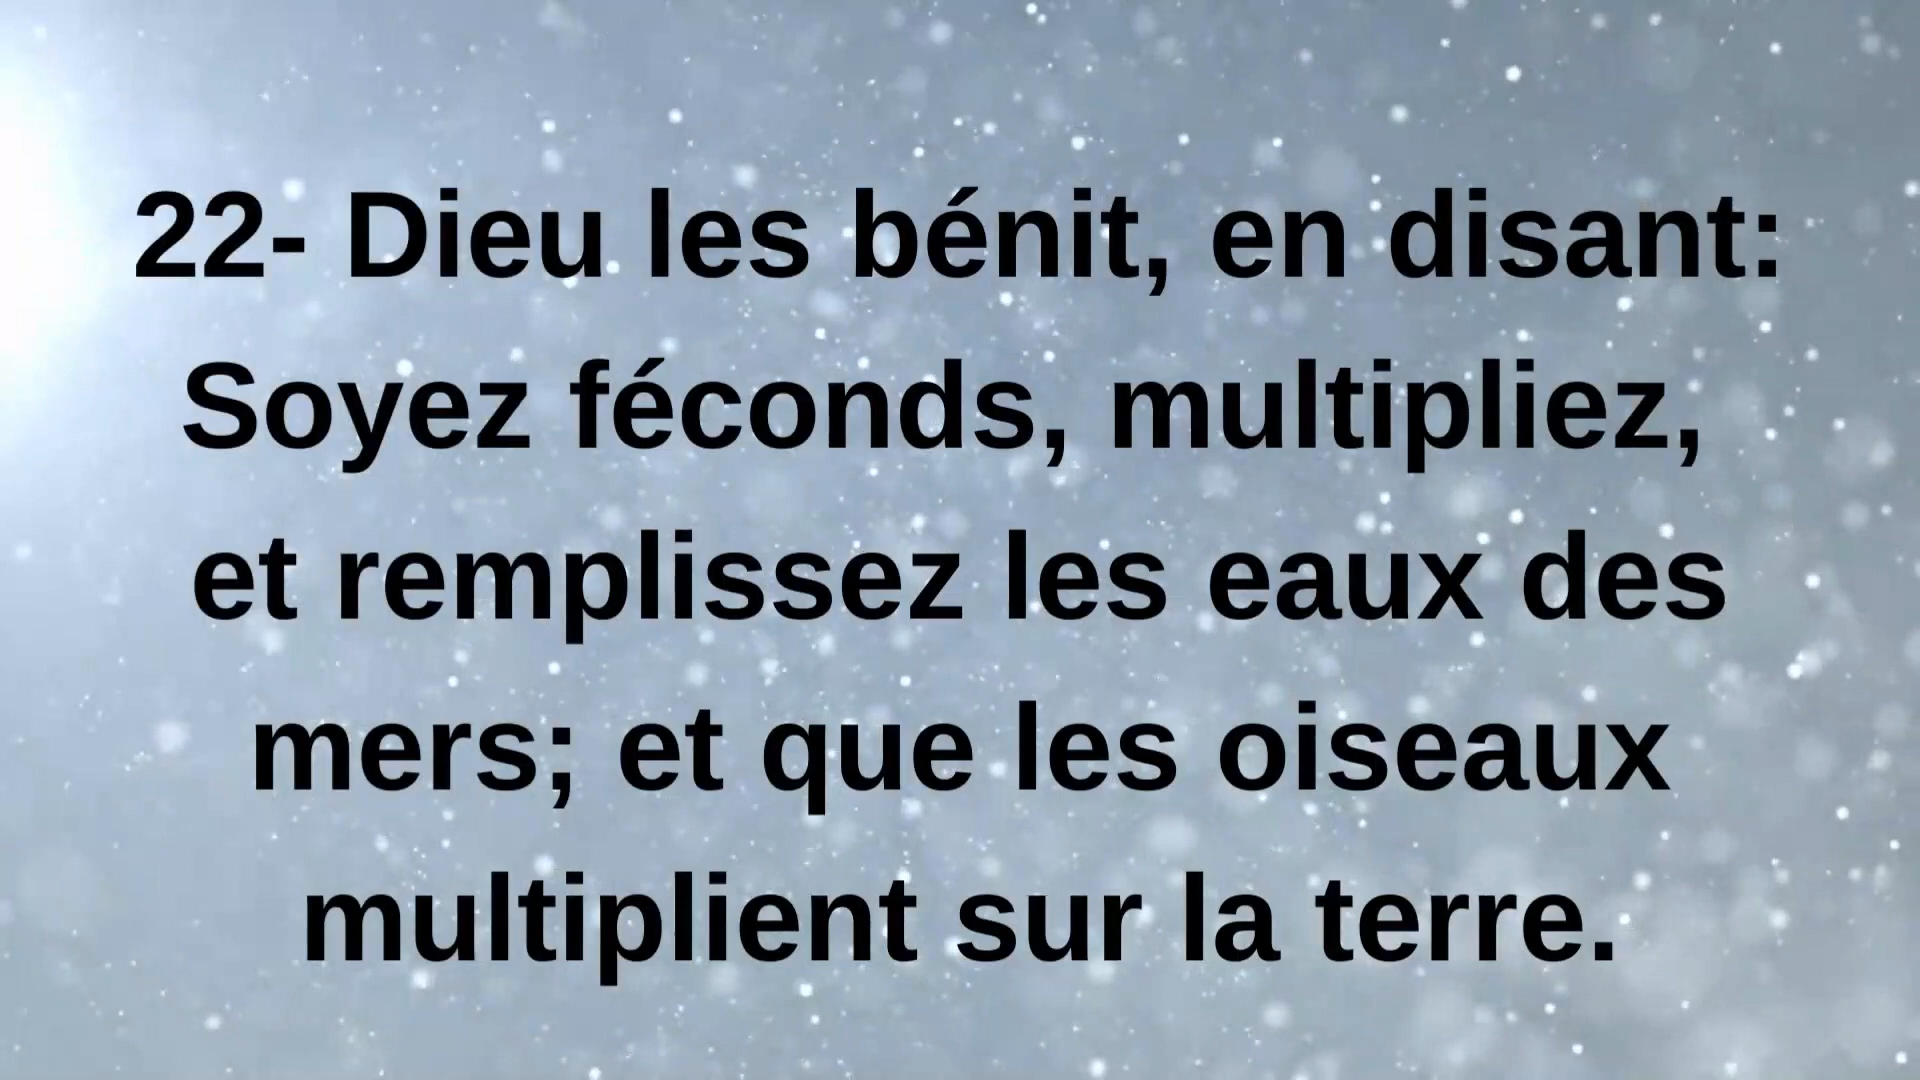 22- Dieu les bénit, en disant:
Soyez féconds, multipliez,
et remplissez les eaux des
mers; et que les oiseaux
multiplient sur la terre.